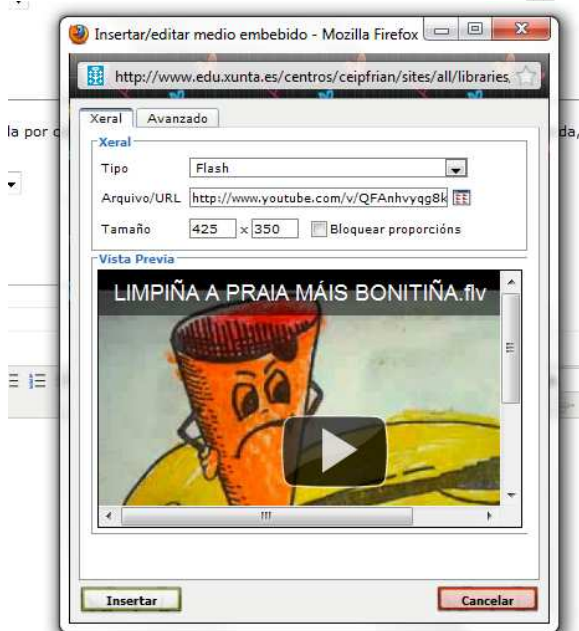 Insertar/editar medio embebido - Mozilla Firefox
http://www.edu.xunta.es/centros/ceipfrian/sites/all/libraries,
Xeral Avanzado
la por
da,
Xeral
Tipo Flash
Arquivo/URL http://www.youtube.com/v/QFAnhvyqg8k
Tamaño 425 x 350 Bloquear proporcións
Vista Previa
LIMPIÑA A PRAIA MÁIS BONITIÑA.flv
Insertar Cancelar